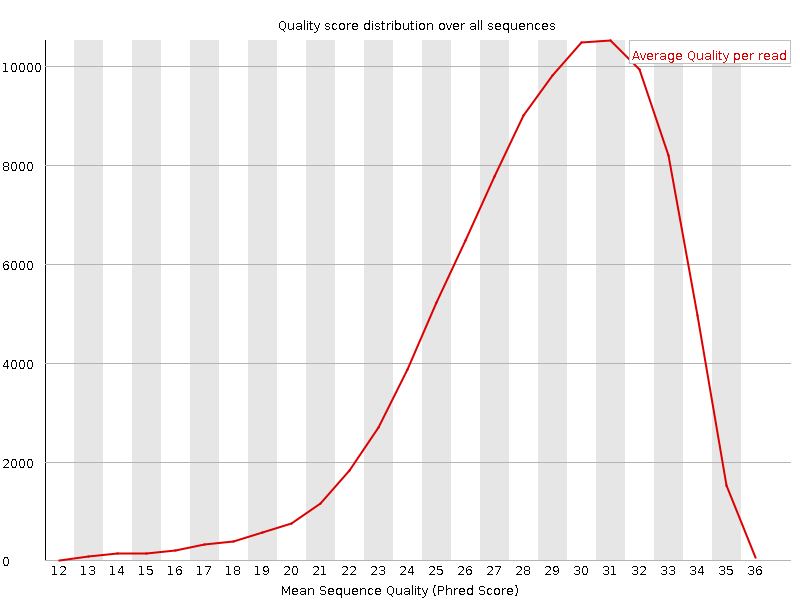 Quality score distribution over all sequences
Average Quality per read
10000
8000
6000
4000
2000
0
12 13 14 15 16 17 18 19 20 21 22 23 24 25 26 27 28 29 30 31 32 33 34 35 36
Mean Sequence Quality (Phred Score)